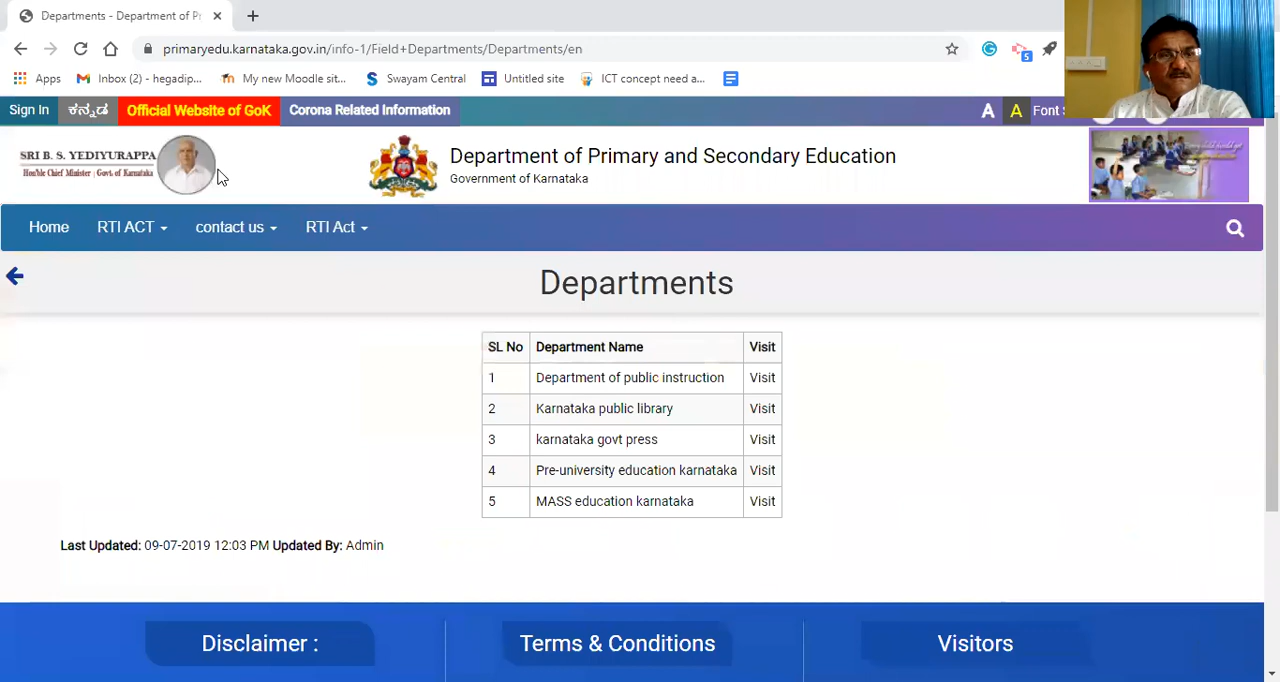 Departments - Department of Pr
primaryedu.karnataka.gov.in/info-1/Field+Departments/Departments/en
Apps Inbox (2) - hegadip... My new Moodle sit... Swayam Central Untitled site ICT concept need a...
Sign In ಕನ್ನಡ Official Website of GoK Corona Related Information A A Font
SRI B. S. YEDIYURAPPA
Hon'ble Chief Minister | Govt. of Karnataka
Department of Primary and Secondary Education
Government of Karnataka
Home RTI ACT contact us RTI Act
Departments
SL No Department Name Visit
1 Department of public instruction Visit
2 Karnataka public library Visit
3 karnataka govt press Visit
4 Pre-university education karnataka Visit
5 MASS education karnataka Visit
Last Updated: 09-07-2019 12:03 PM Updated By: Admin
Disclaimer : Terms & Conditions Visitors